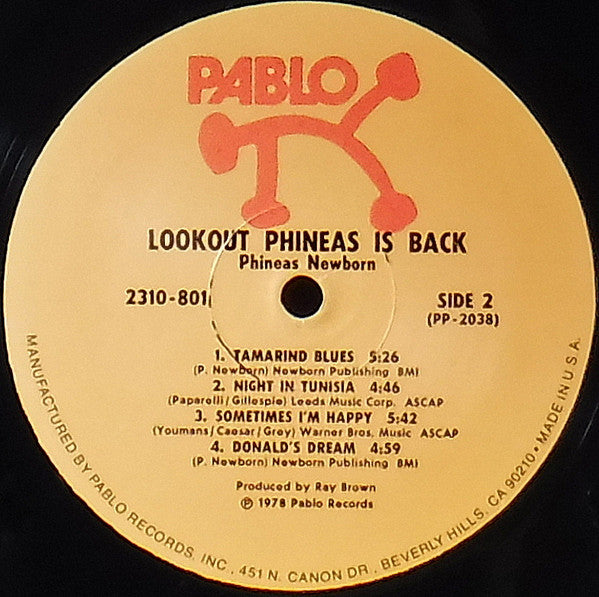 PABLO
LOOKOUT PHINEAS IS BACK
Phineas Newborn
2310-801
SIDE 2
(PP-2038)
1. TAMARIND BLUES 5:26
(P. Newborn) Newborn Publishing BMI
2. NIGHT IN TUNISIA 4:46
(Paparelli/Gillespie) Leeds Music Corp. ASCAP
3. SOMETIMES I'M HAPPY 5:42
(Youmans/Caesar/Grey) Warner Bros. Music ASCAP
4. DONALD'S DREAM 4:59
(P. Newborn) Newborn Publishing BMI
Produced by Ray Brown
℗ 1978 Pablo Records
MANUFACTURED BY PABLO RECORDS, INC., 451 N. CANON DR., BEVERLY HILLS, CA 90210 • MADE IN U.S.A.